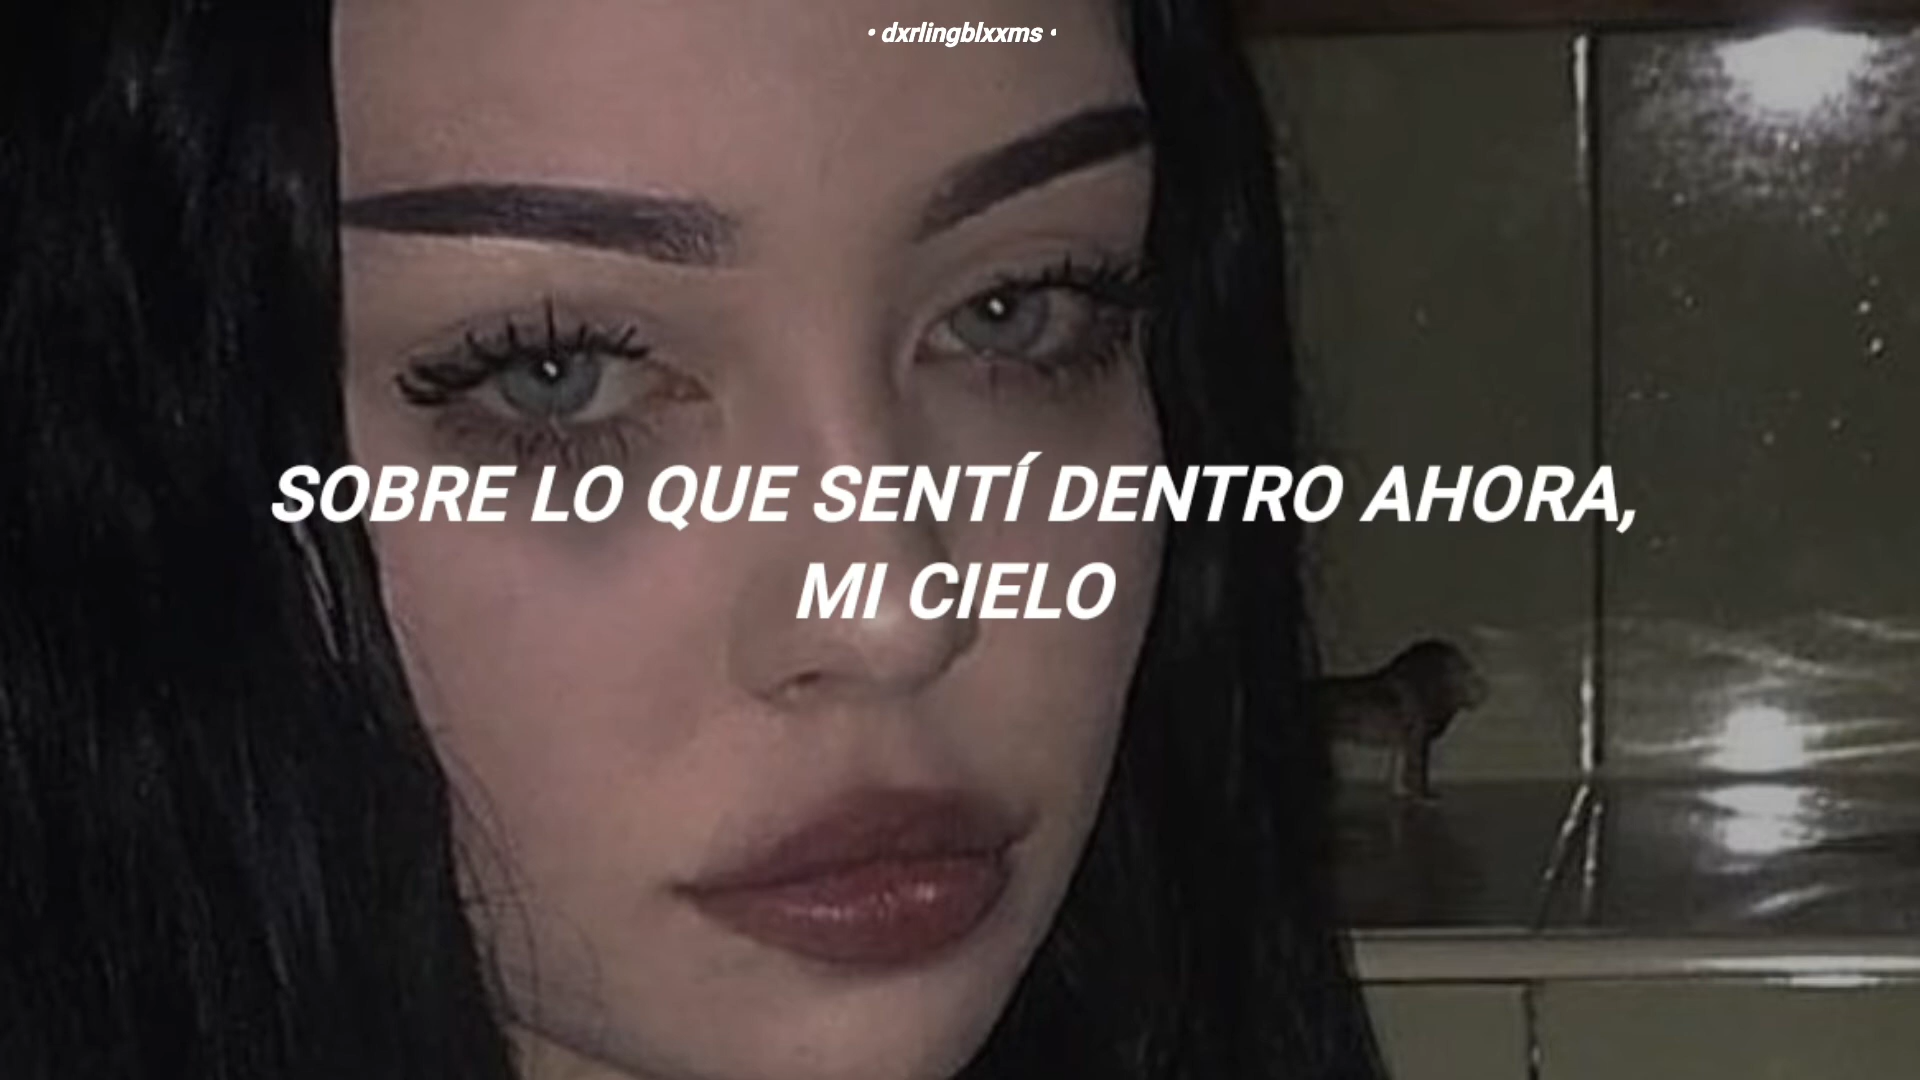 • dxrlingblxxms •
SOBRE LO QUE SENTÍ DENTRO AHORA,
MI CIELO